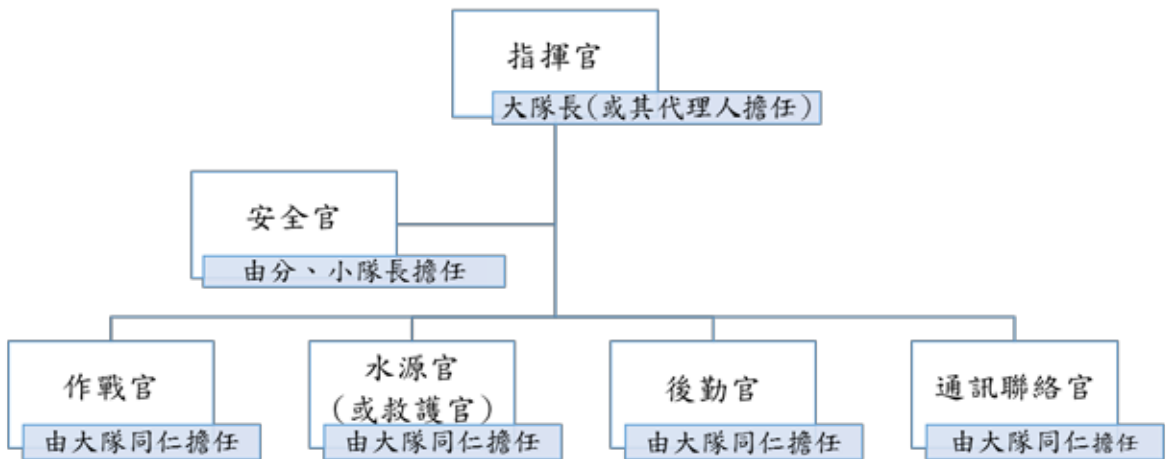 指揮官
大隊長(或其代理人擔任)
安全官
由分、小隊長擔任
作戰官
由大隊同仁擔任
水源官
(或救護官)
由大隊同仁擔任
後勤官
由大隊同仁擔任
通訊聯絡官
由大隊同仁擔任